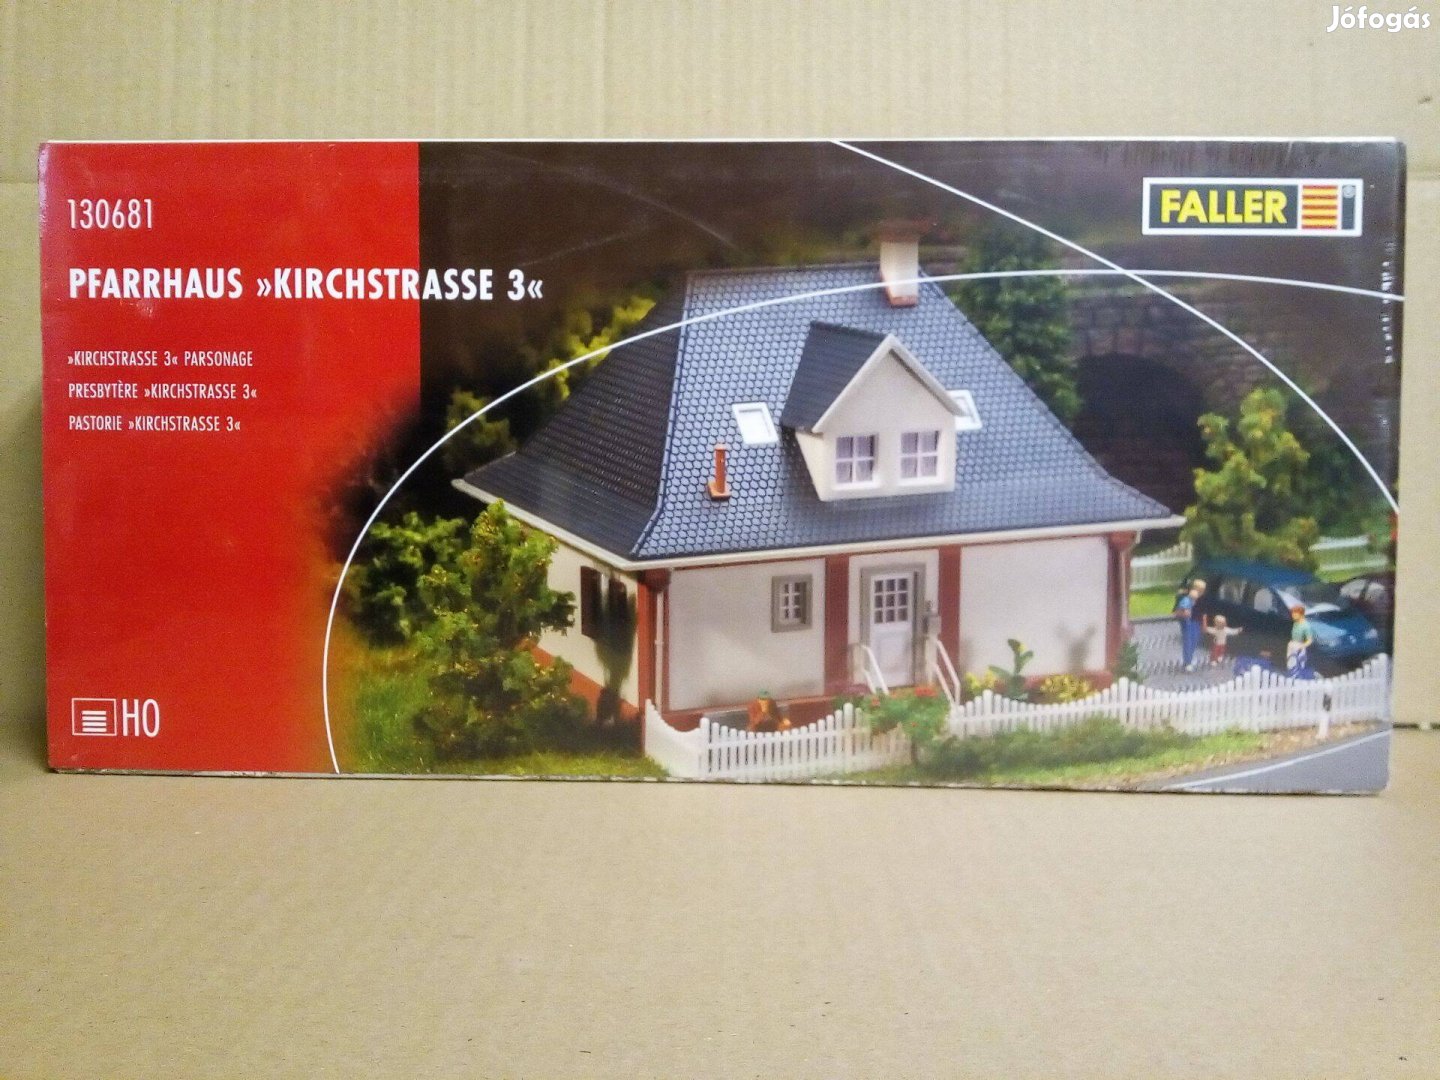 Jófogás
FALLER
130681
PFARRHAUS »KIRCHSTRASSE 3«
»KIRCHSTRASSE 3« PARSONAGE
PRESBYTÈRE »KIRCHSTRASSE 3«
PASTORIE »KIRCHSTRASSE 3«
H0